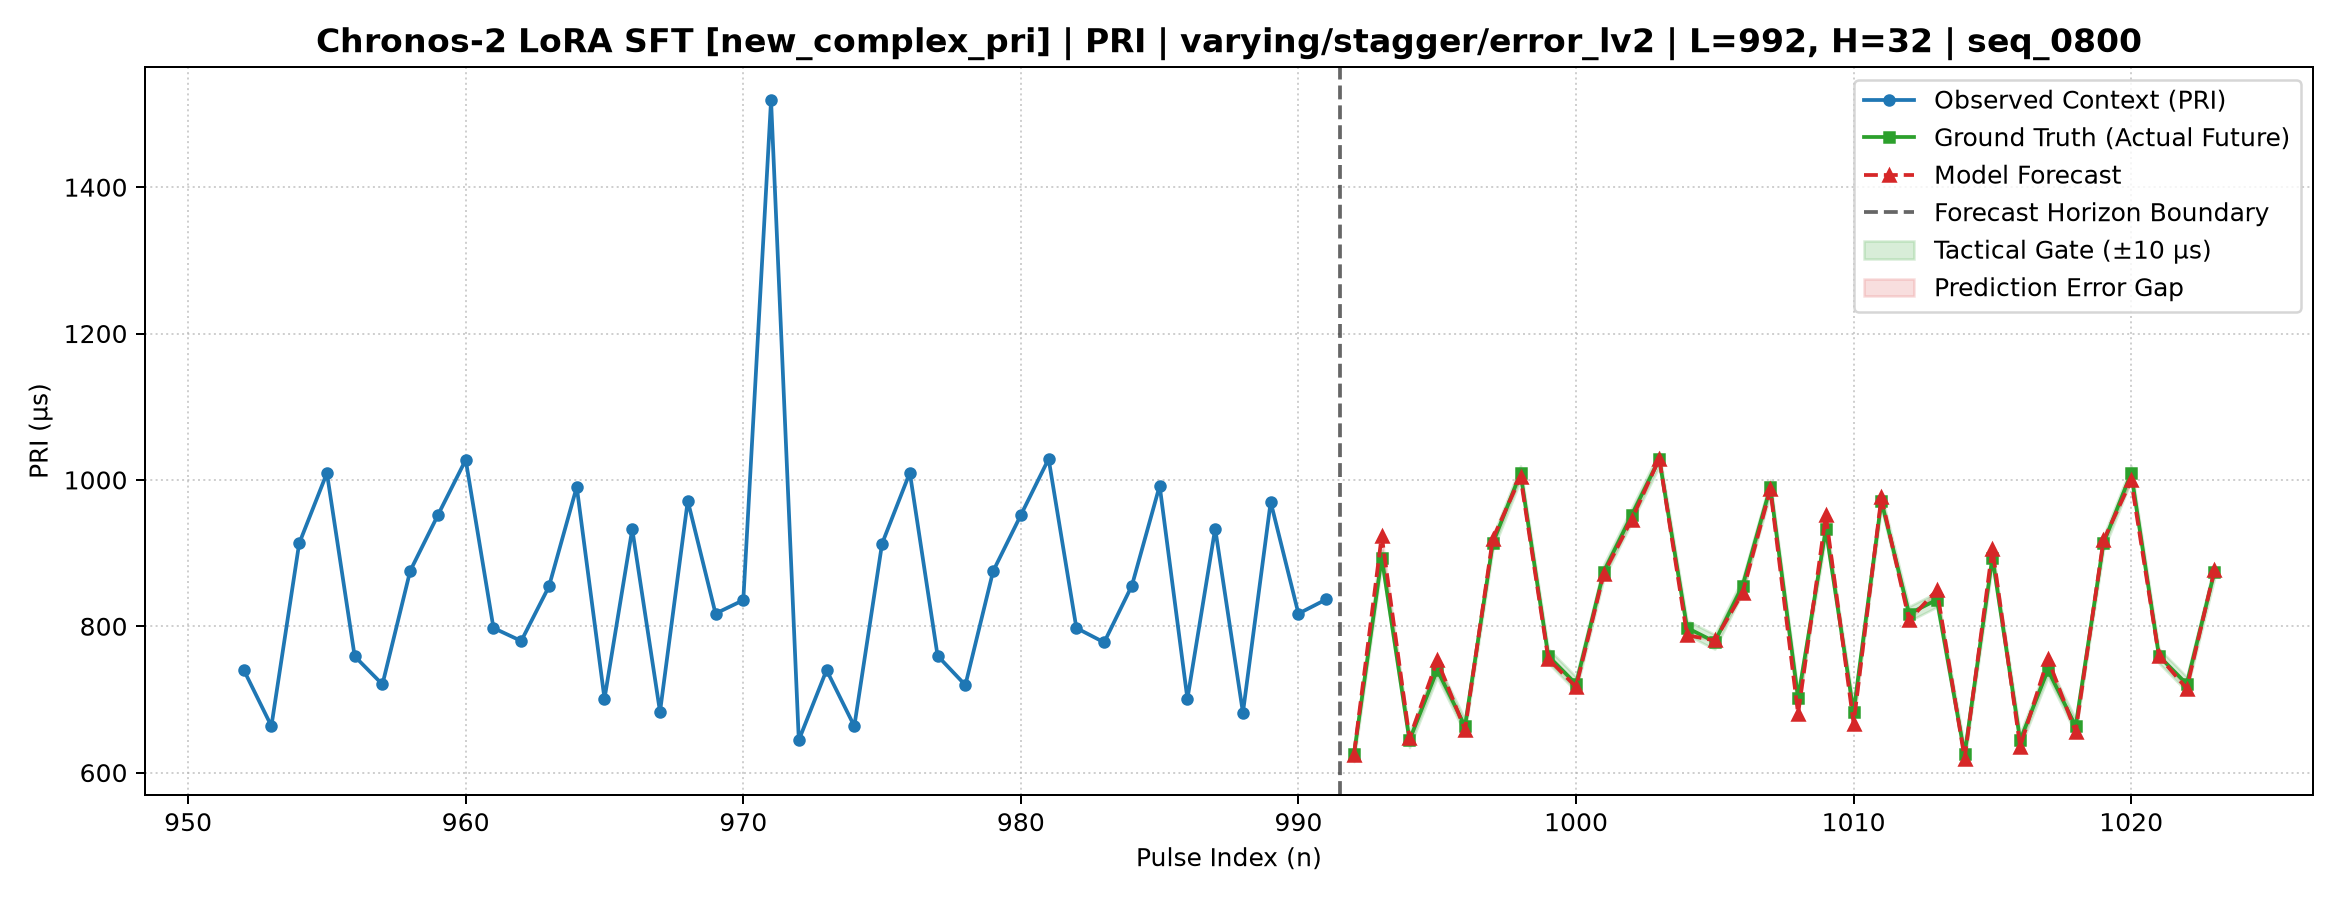 Chronos-2 LoRA SFT [new_complex_pri] | PRI | varying/stagger/error_lv2 | L=992, H=32 | seq_0800
Observed Context (PRI)
Ground Truth (Actual Future)
Model Forecast
Forecast Horizon Boundary
Tactical Gate (±10 µs)
Prediction Error Gap
PRI (µs)
1400
1200
1000
800
600
950 960 970 980 990 1000 1010 1020
Pulse Index (n)